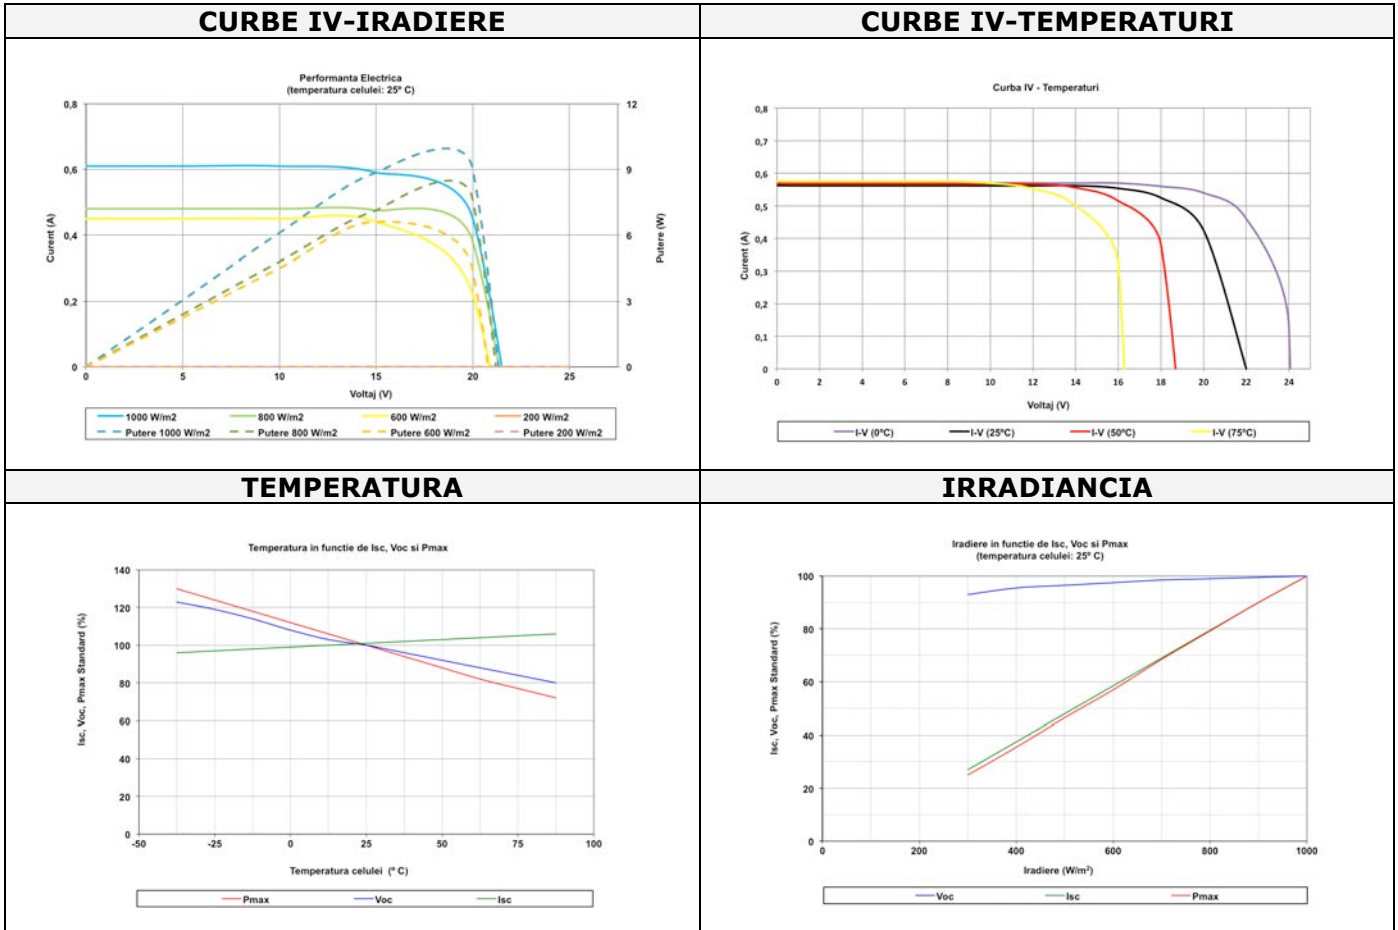 CURBE IV-IRADIERE
Performanta Electrica
(temperatura celulei: 25º C)
0,8
0,6
0,4
0,2
0
12
9
6
3
0
Curent (A)
Putere (W)
0 5 10 15 20 25
Voltaj (V)
1000 W/m2 800 W/m2 600 W/m2 200 W/m2
Putere 1000 W/m2 Putere 800 W/m2 Putere 600 W/m2 Putere 200 W/m2
CURBE IV-TEMPERATURI
Curba IV - Temperaturi
0,8
0,7
0,6
0,5
0,4
0,3
0,2
0,1
0
Curent (A)
0 2 4 6 8 10 12 14 16 18 20 22 24
Voltaj (V)
I-V (0ºC) I-V (25ºC) I-V (50ºC) I-V (75ºC)
TEMPERATURA
Temperatura in functie de Isc, Voc si Pmax
140
120
100
80
60
40
20
0
Isc, Voc, Pmax Standard (%)
-50 -25 0 25 50 75 100
Temperatura celulei (º C)
Pmax Voc Isc
IRRADIANCIA
Iradiere in functie de Isc, Voc si Pmax
(temperatura celulei: 25º C)
100
80
60
40
20
0
Isc, Voc, Pmax Standard (%)
0 200 400 600 800 1000
Iradiere (W/m²)
Voc Isc Pmax